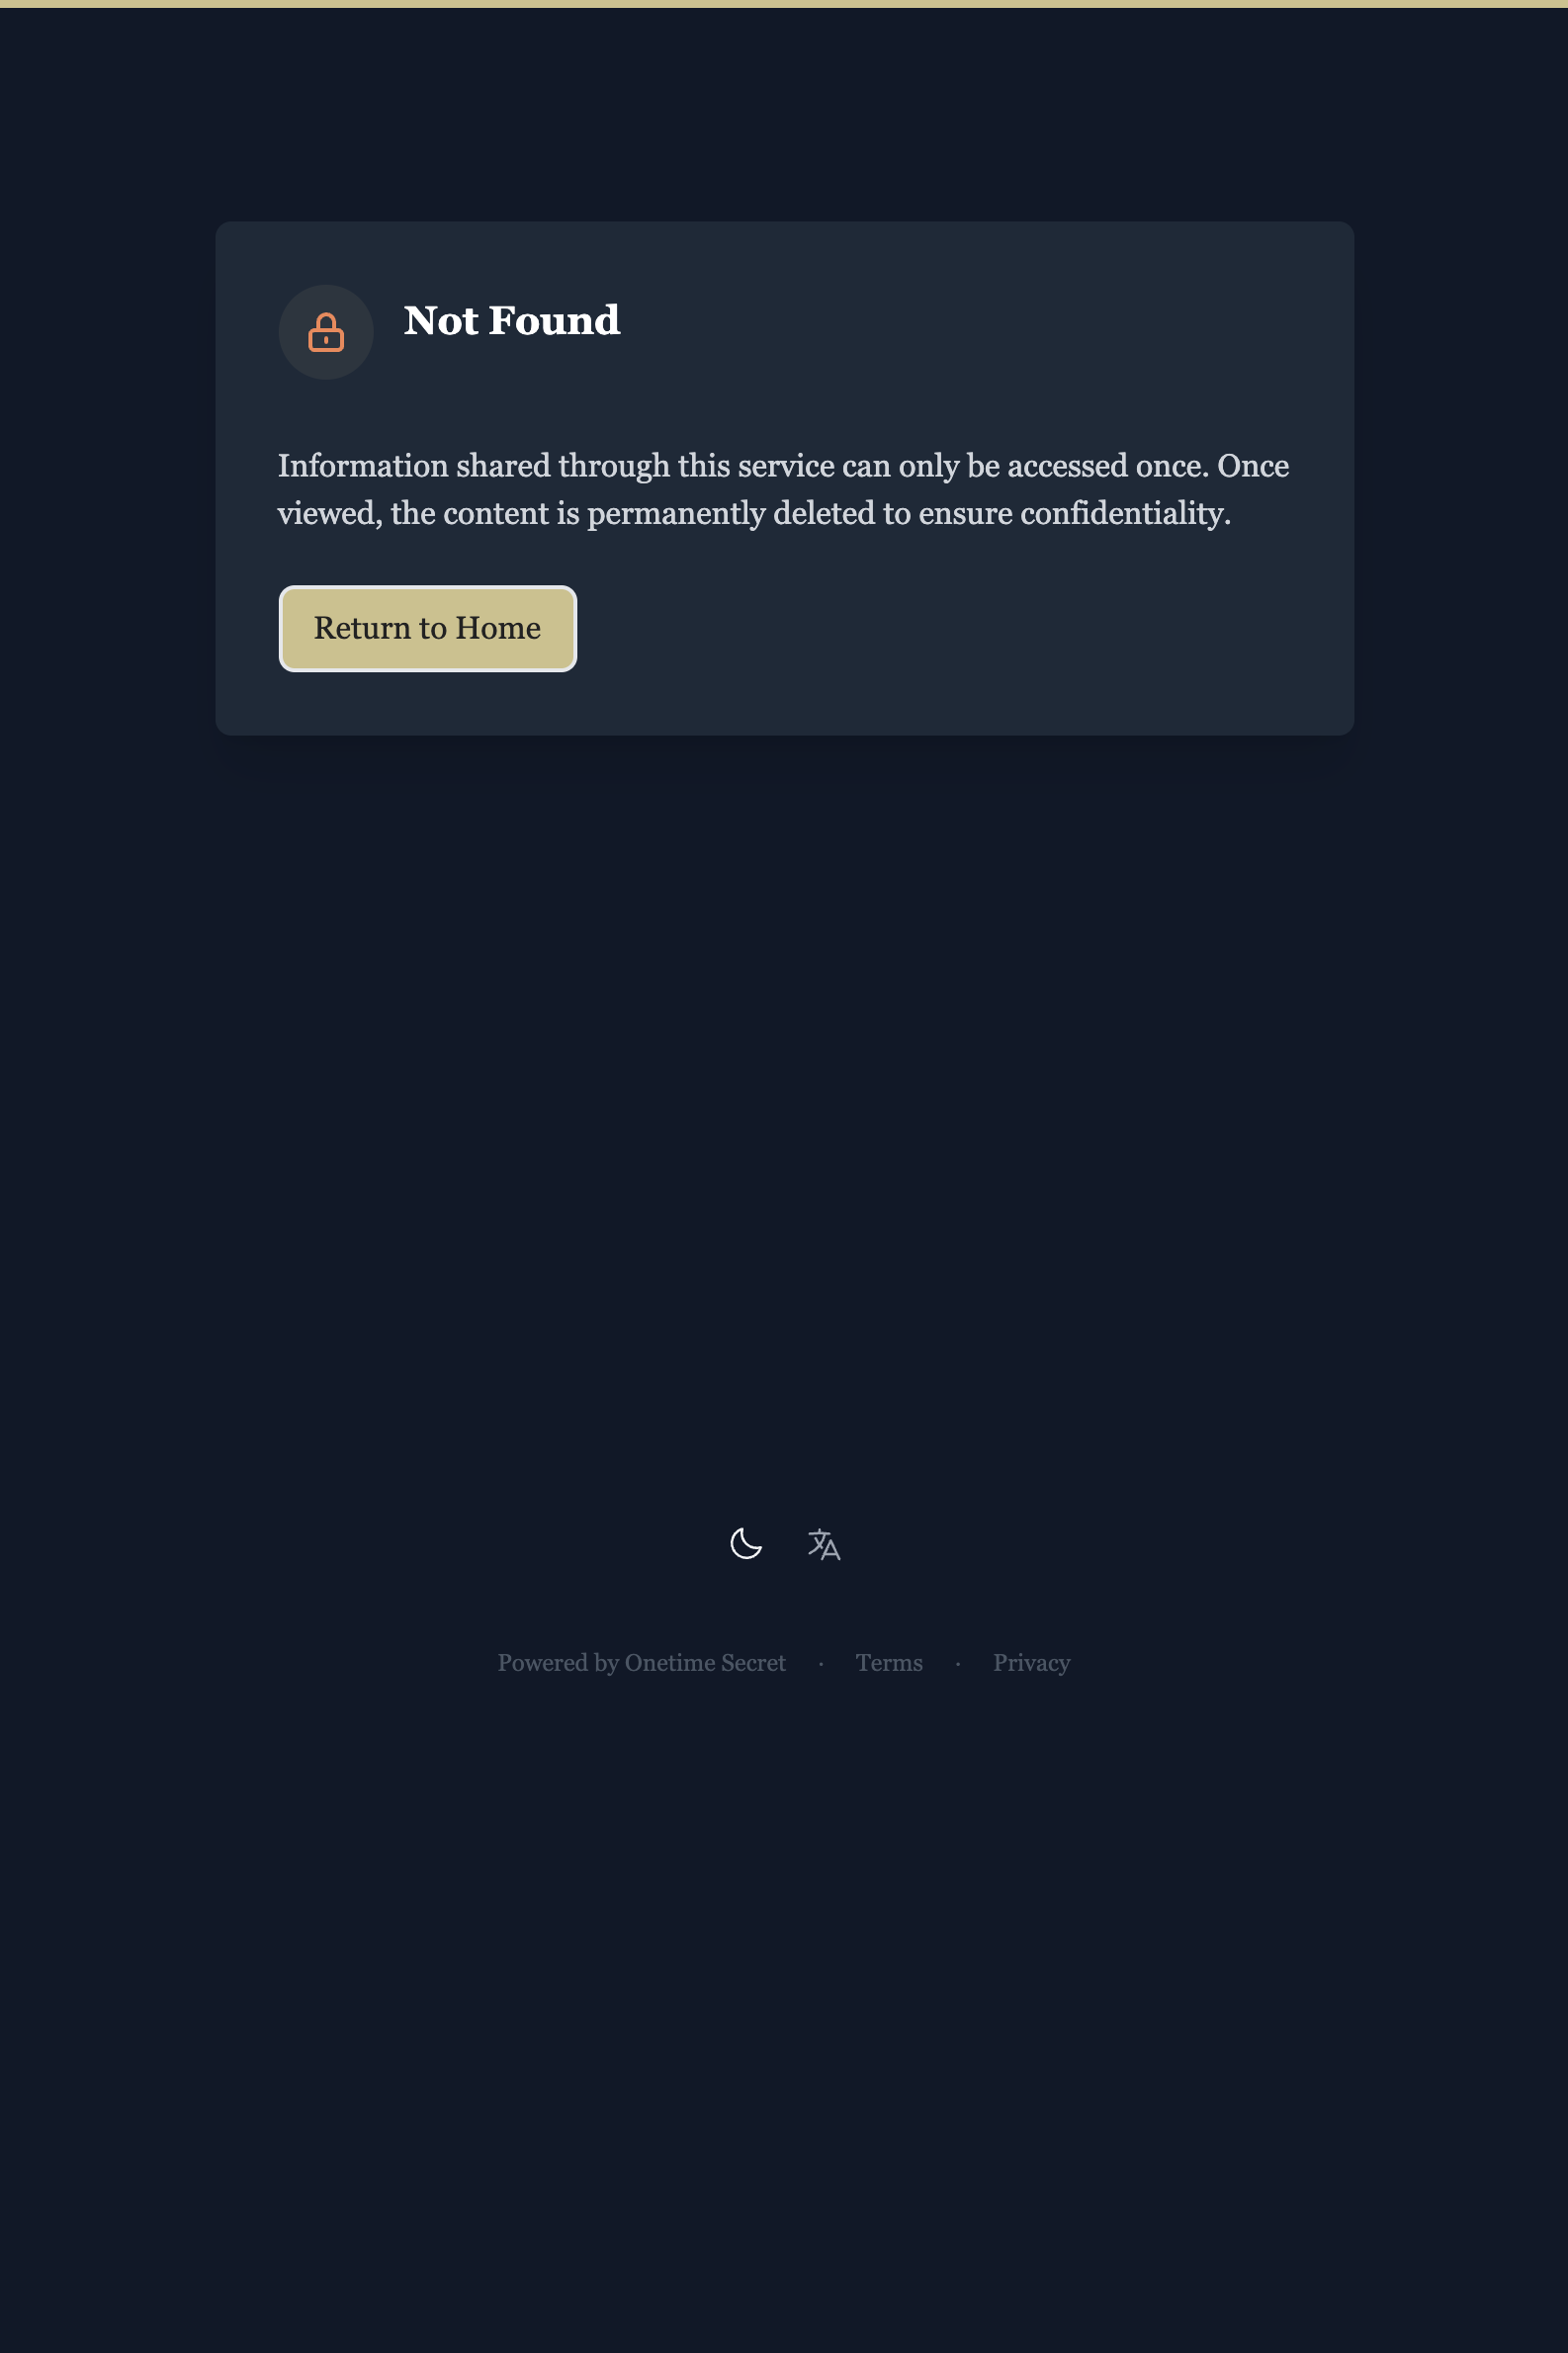 Not Found
Information shared through this service can only be accessed once. Once
viewed, the content is permanently deleted to ensure confidentiality.
Return to Home
Powered by Onetime Secret · Terms · Privacy